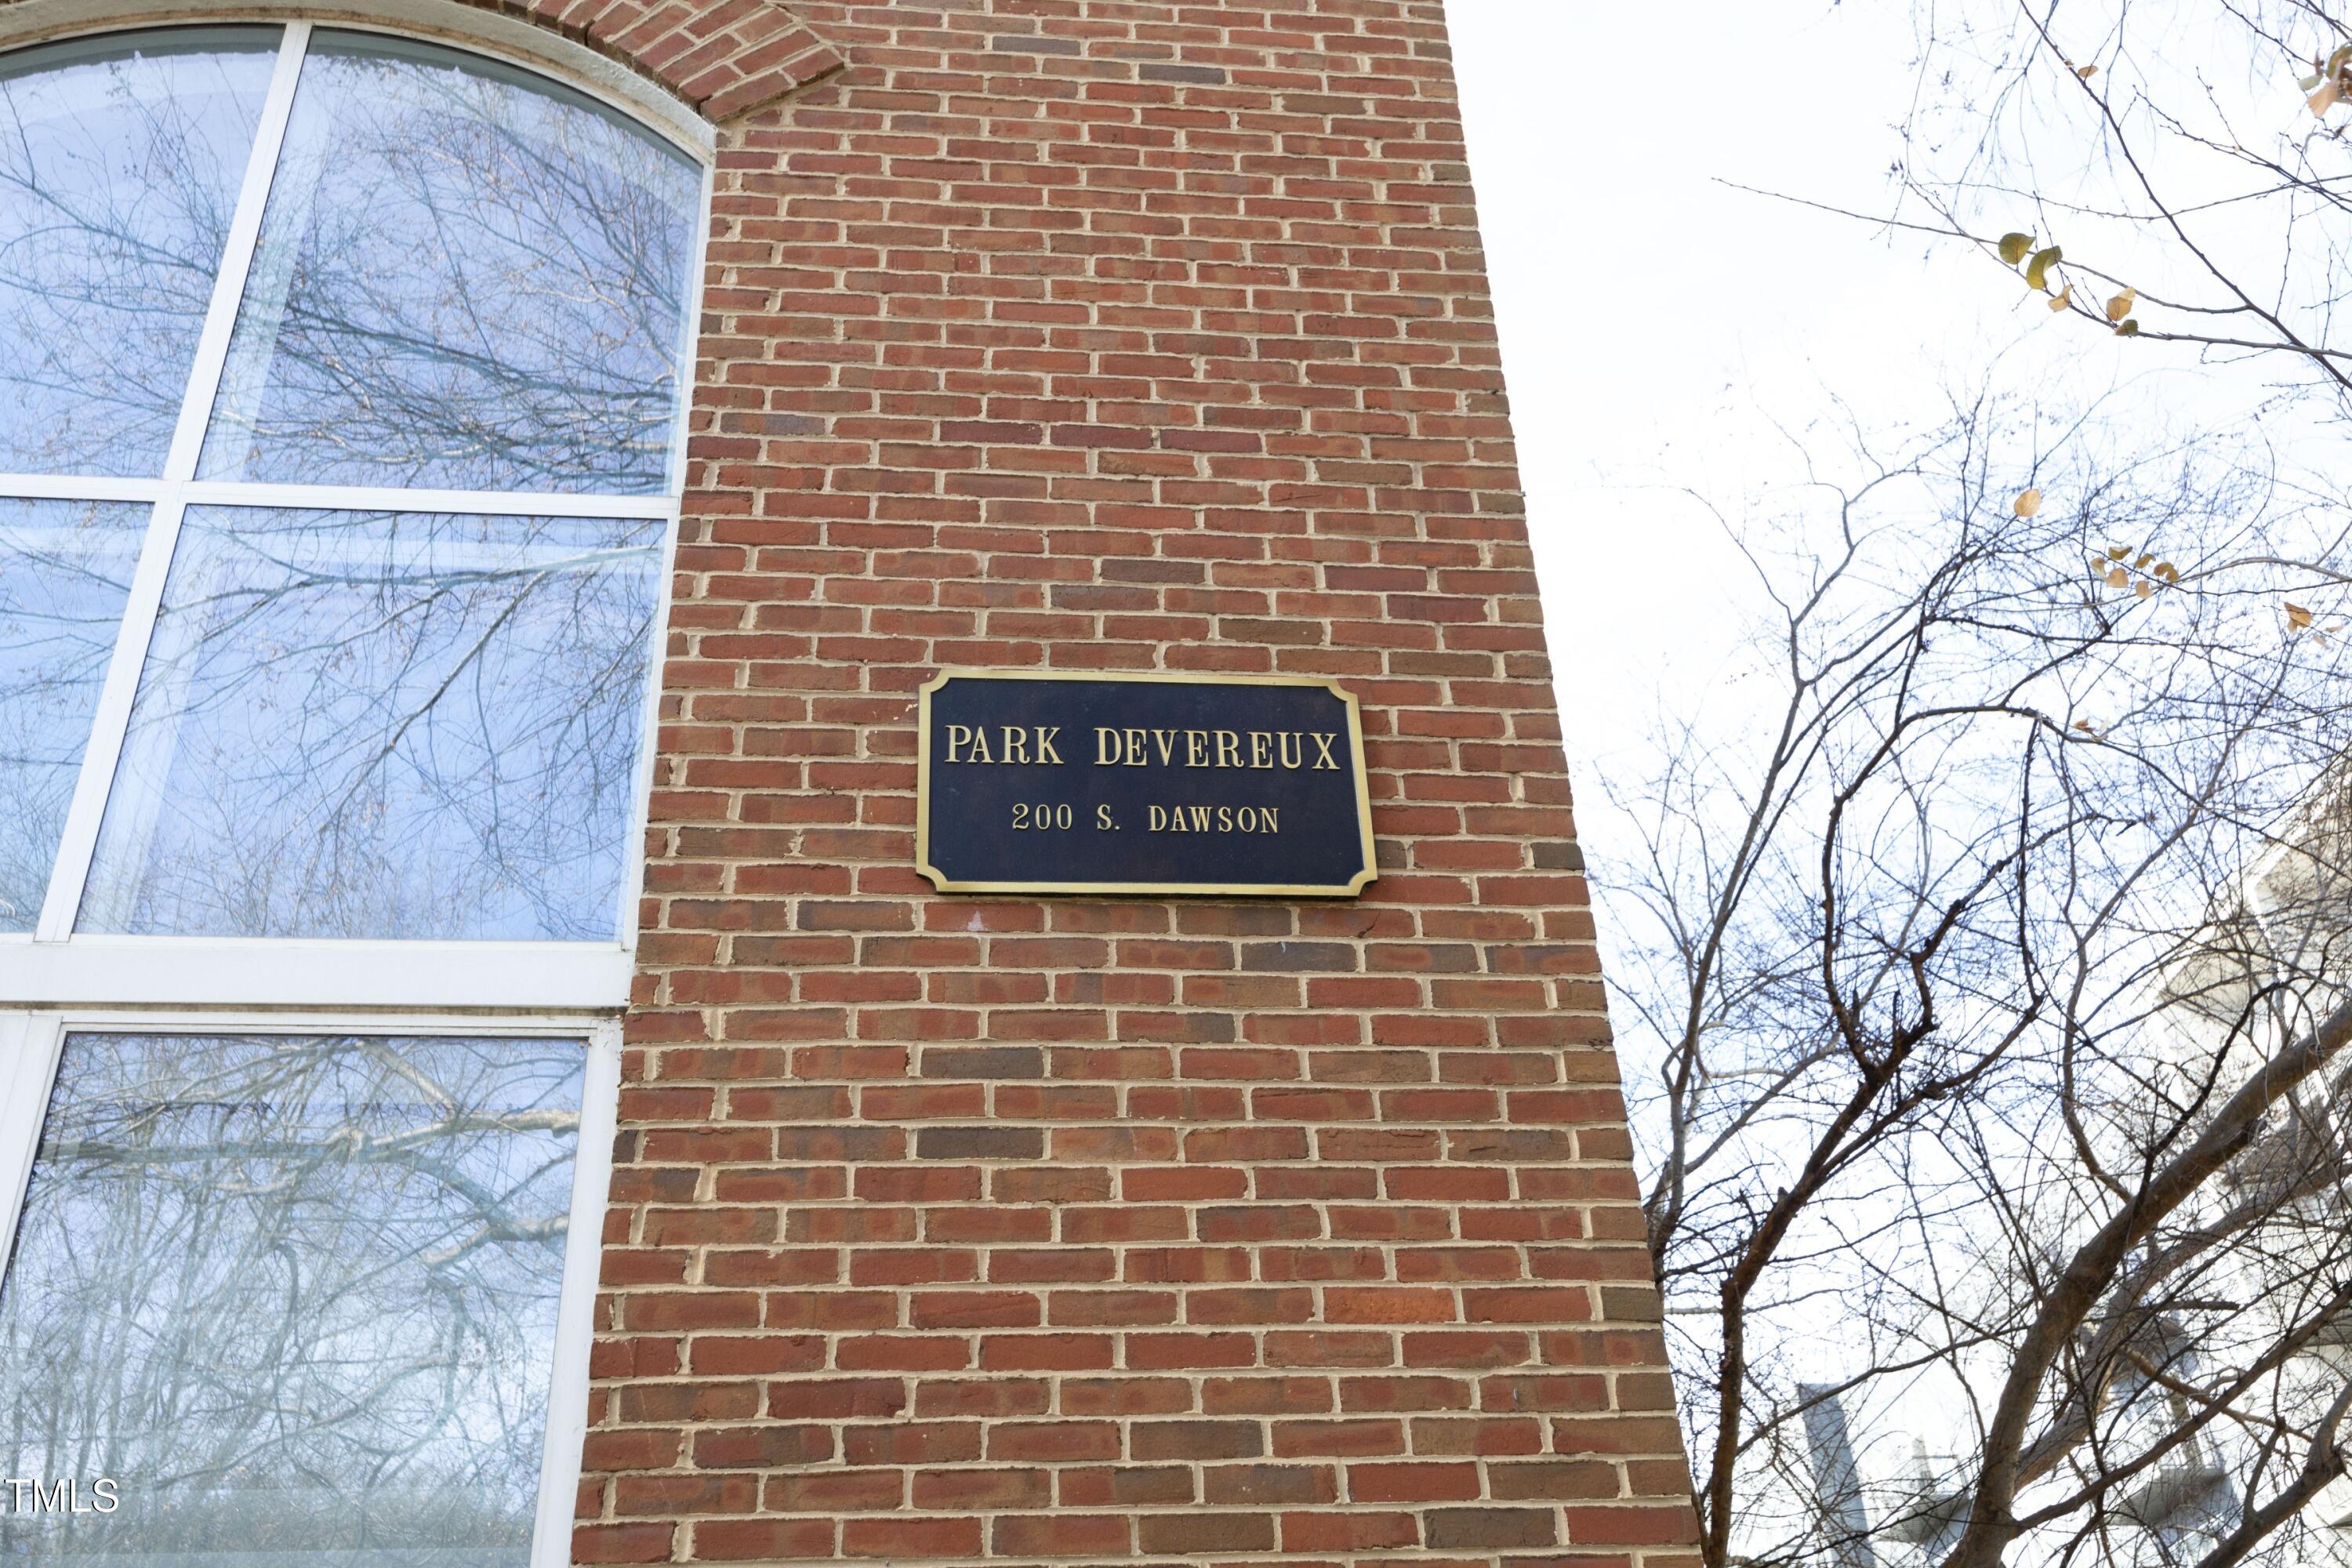 PARK DEVEREUX
200 S. DAWSON
TMLS